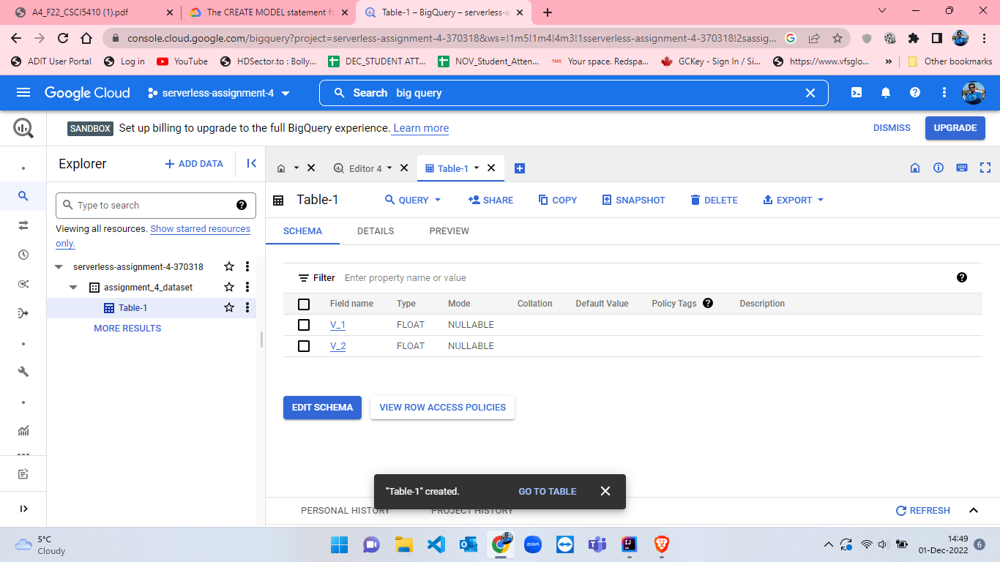 A4_F22_CSCI5410 (1).pdf
The CREATE MODEL statement fo
Table-1 – BigQuery – serverless-a
console.cloud.google.com/bigquery?project=serverless-assignment-4-370318&ws=!1m5!1m4!4m3!1sserverless-assignment-4-370318!2sassig...
ADIT User Portal
Log in
YouTube
HDSector.to : Bolly...
DEC_STUDENT ATT...
NOV_Student_Atten...
TMS
Your space. Redspa...
GCKey - Sign In / Si...
https://www.vfsglo...
»
Other bookmarks
Google Cloud
serverless-assignment-4
Search big query
SANDBOX Set up billing to upgrade to the full BigQuery experience. Learn more
DISMISS
UPGRADE
Explorer
+ ADD DATA
Type to search
Viewing all resources. Show starred resources
only.
serverless-assignment-4-370318
assignment_4_dataset
Table-1
MORE RESULTS
Editor 4
Table-1
Table-1
QUERY
SHARE
COPY
SNAPSHOT
DELETE
EXPORT
SCHEMA
DETAILS
PREVIEW
Filter Enter property name or value
Field name Type Mode Collation Default Value Policy Tags Description
V_1 FLOAT NULLABLE
V_2 FLOAT NULLABLE
EDIT SCHEMA
VIEW ROW ACCESS POLICIES
"Table-1" created.
GO TO TABLE
PERSONAL HISTORY
PROJECT HISTORY
REFRESH
5°C
Cloudy
zoom
14:49
01-Dec-2022
6